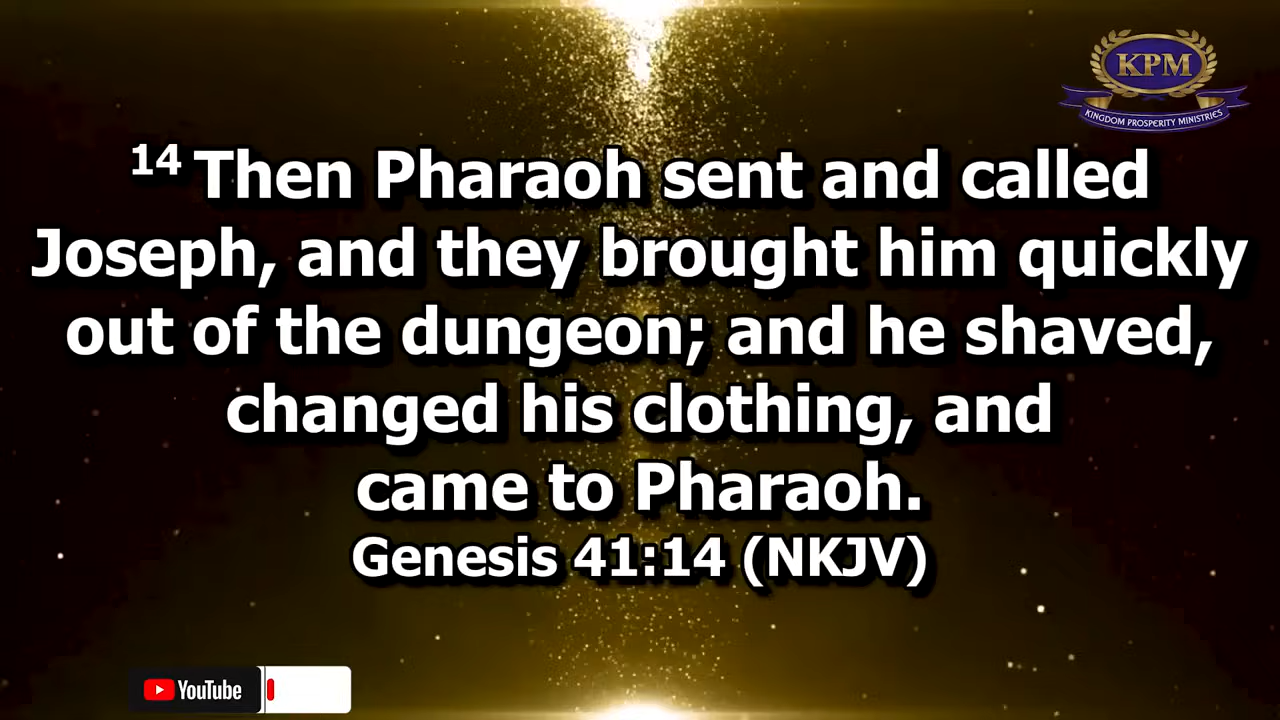 KPM
KINGDOM PROSPERITY MINISTRIES
14 Then Pharaoh sent and called
Joseph, and they brought him quickly
out of the dungeon; and he shaved,
changed his clothing, and
came to Pharaoh.
Genesis 41:14 (NKJV)
YouTube